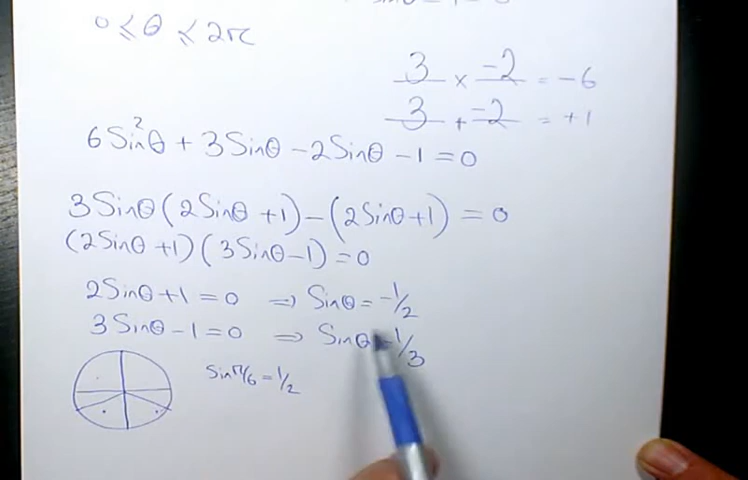 0 ⩽ θ ⩽ 2π
3 × -2 = -6
3 + -2 = +1
6Sin²θ + 3Sinθ - 2Sinθ - 1 = 0
3Sinθ(2Sinθ + 1) - (2Sinθ + 1) = 0
(2Sinθ + 1)(3Sinθ - 1) = 0
2Sinθ + 1 = 0 ⇒ Sinθ = -1/2
3Sinθ - 1 = 0 ⇒ Sinθ 1/3
Sin π/6 = 1/2